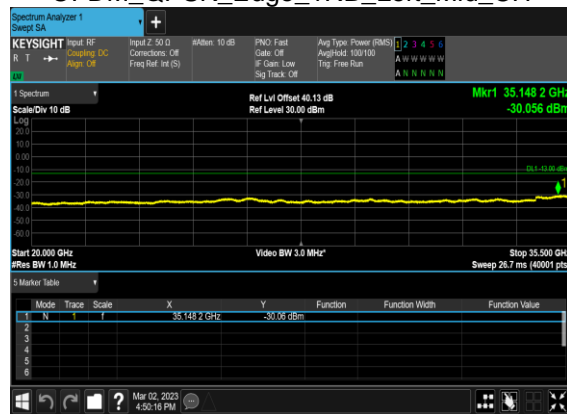 Spectrum Analyzer 1
Swept SA
+
KEYSIGHT Input: RF
R T
Coupling: DC
Align: Off
Input Z: 50 Ω
Corrections: Off
Freq Ref: Int (S)
#Atten: 10 dB
PNO: Fast
Gate: Off
IF Gain: Low
Sig Track: Off
Avg Type: Power (RMS)
Avg|Hold: 100/100
Trig: Free Run
1 2 3 4 5 6
A W W W W W
A N N N N N
LW
1 Spectrum
Scale/Div 10 dB
Ref Lvl Offset 40.13 dB
Ref Level 30.00 dBm
Mkr1 35.148 2 GHz
-30.056 dBm
Log
20.0
10.0
0.00
-10.0
-20.0
-30.0
-40.0
-50.0
-60.0
DL1 -13.00 dBm
1
Start 20.000 GHz
#Res BW 1.0 MHz
Video BW 3.0 MHz*
Stop 35.500 GHz
Sweep 26.7 ms (40001 pts
5 Marker Table
Mode Trace Scale X Y Function Function Width Function Value
1 N 1 f 35.148 2 GHz -30.06 dBm
2
3
4
5
6
?
Mar 02, 2023
4:50:16 PM